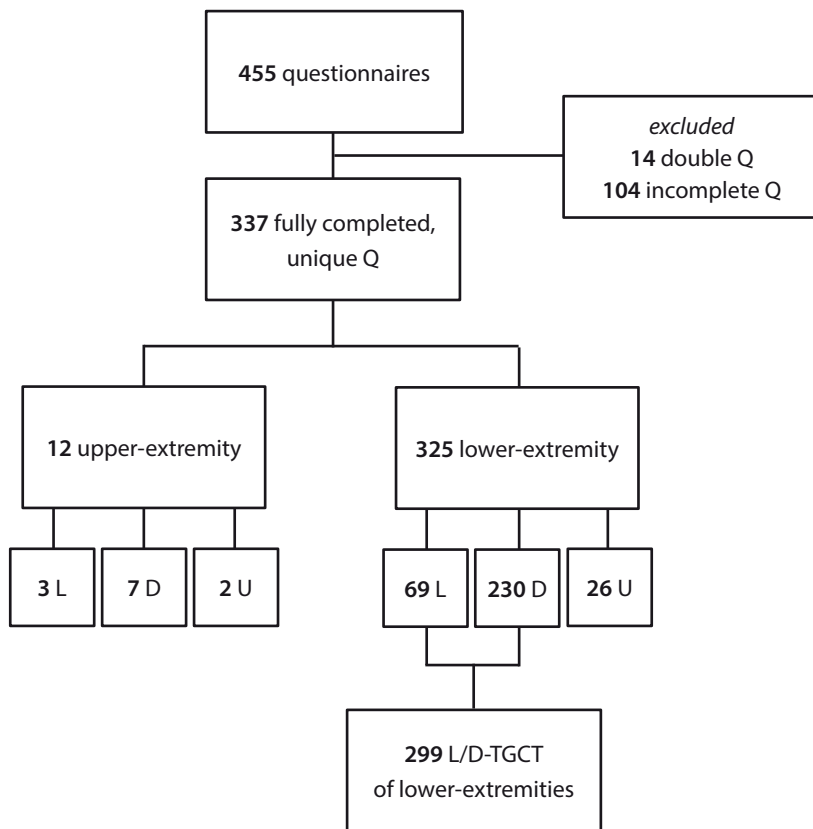 455 questionnaires
excluded
14 double Q
104 incomplete Q
337 fully completed,
unique Q
12 upper-extremity
325 lower-extremity
3 L
7 D
2 U
69 L
230 D
26 U
299 L/D-TGCT
of lower-extremities